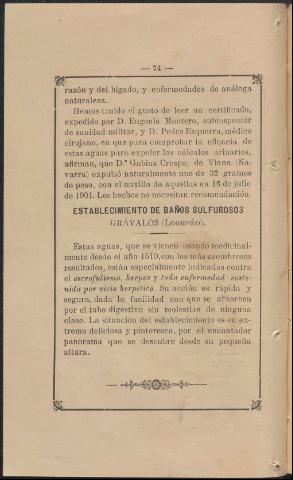 — 74 —
razón y del hígado, y enfermedades de análoga
naturaleza.
Hemos tenido el gusto de leer un certificado,
expedido por D. Eugenio Montero, subinspector
de sanidad militar, y D. Pedro Ezquerra, médico
cirujano, en que para comprobar la eficacia de
estas aguas para expeler los cálculos urinarios,
afirman, que D.ª Gabina Crespo, de Viana (Na-
varra) expulsó naturalmente uno de 32 gramos
de peso, con el auxilio de aquellas en 16 de julio
de 1901. Los hechos no necesitan recomendación.
ESTABLECIMIENTO DE BAÑOS SULFUROSOS
GRÁVALOS (LOGROÑO).
Estas aguas, que se vienen usando medicinal-
mente desde el año 1510, con los más asombrosos
resultados, están especialmente indicadas contra
el escrofulismo, herpes y toda enfermedad soste-
nida por vicio herpético. Su acción es rápida y
segura, dada la facilidad con que se absorben
por el tubo digestivo sin molestias de ninguna
clase. La situación del establecimiento es en ex-
tremo deliciosa y pintoresca, por el encantador
panorama que se descubre desde su pequeña
altura.